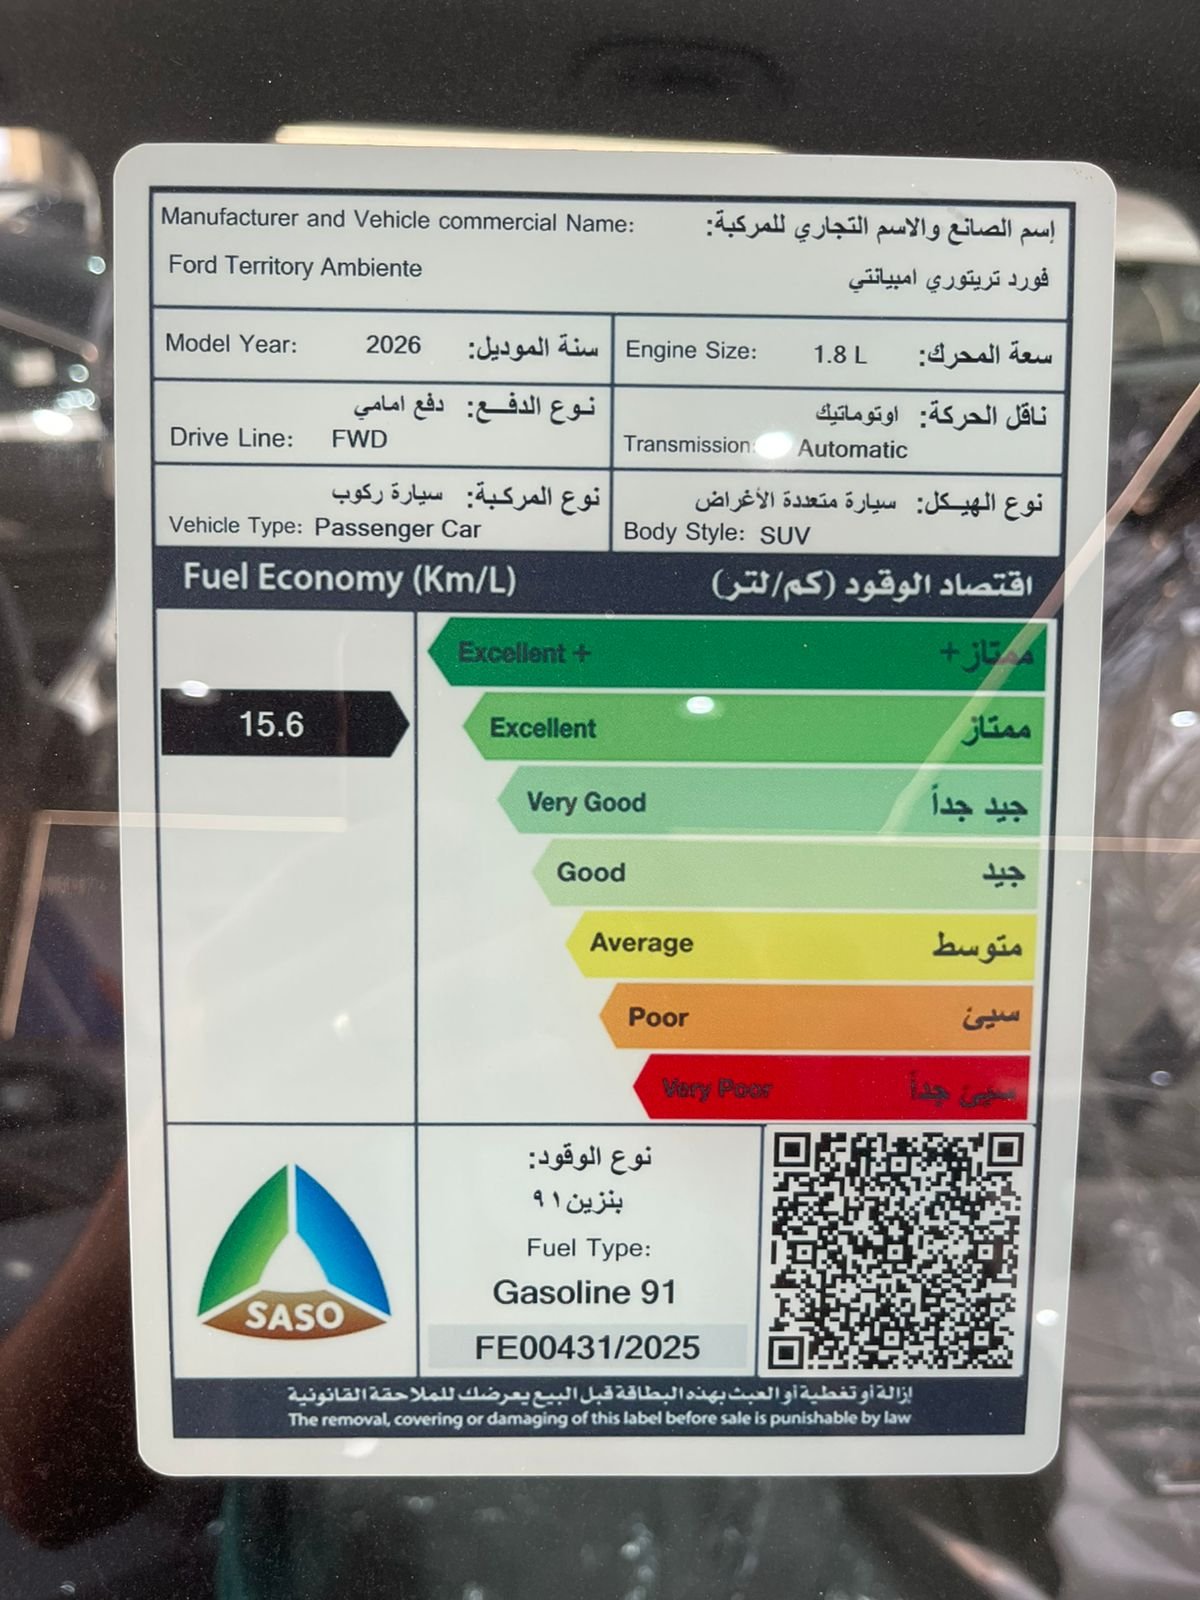 Manufacturer and Vehicle commercial Name:
إسم الصانع والاسم التجاري للمركبة:
Ford Territory Ambiente
فورد تريتوري امبيانتي
Model Year: 2026 سنة الموديل:
Engine Size: 1.8 L سعة المحرك:
نوع الدفع: دفع امامي
Drive Line: FWD
ناقل الحركة: اوتوماتيك
Transmission: Automatic
نوع المركبة: سيارة ركوب
Vehicle Type: Passenger Car
نوع الهيكل: سيارة متعددة الأغراض
Body Style: SUV
Fuel Economy (Km/L)
اقتصاد الوقود (كم/لتر)
Excellent + ممتاز +
15.6
Excellent ممتاز
Very Good جيد جداً
Good جيد
Average متوسط
Poor سيئ
Very Poor سيئ جداً
SASO
نوع الوقود:
بنزين ٩١
Fuel Type:
Gasoline 91
FE00431/2025
إزالة أو تغطية أو العبث بهذه البطاقة قبل البيع يعرضك للملاحقة القانونية
The removal, covering or damaging of this label before sale is punishable by law